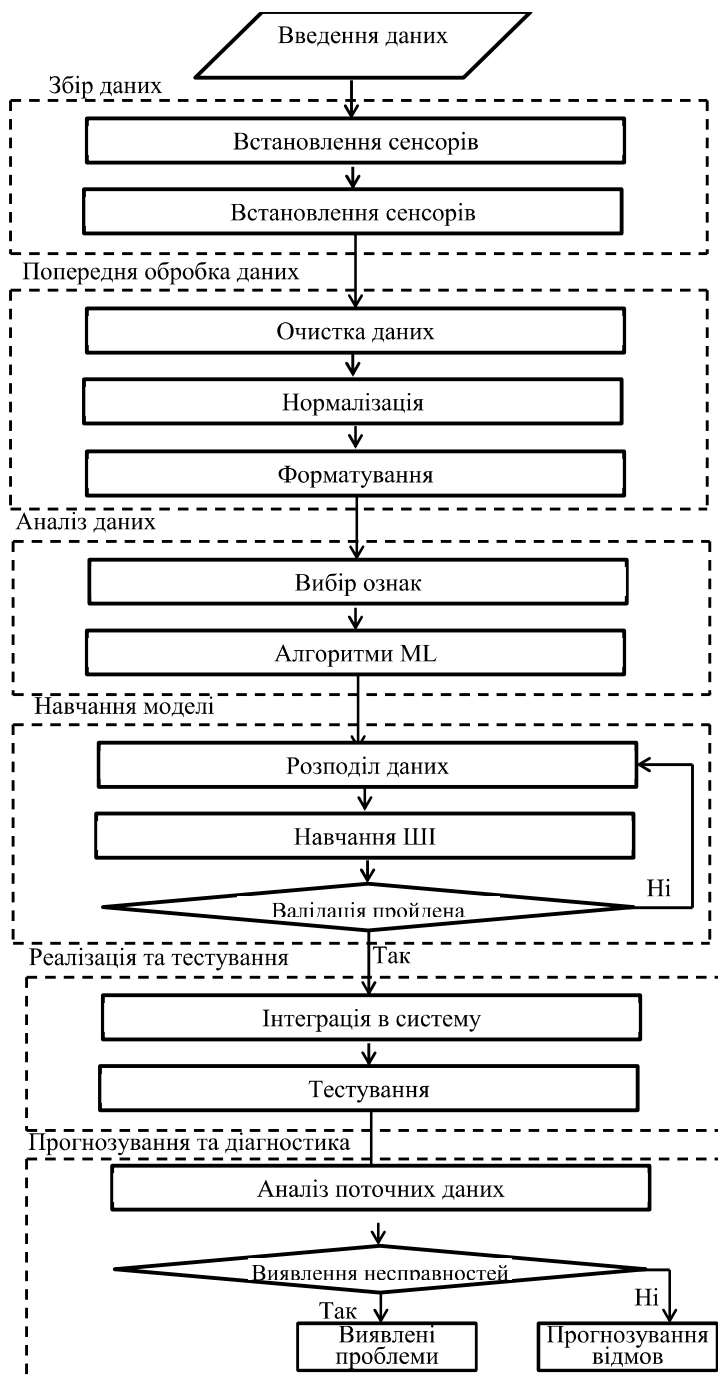 Введення даних
Збір даних
Встановлення сенсорів
Встановлення сенсорів
Попередня обробка даних
Очистка даних
Нормалізація
Форматування
Аналіз даних
Вибір ознак
Алгоритми ML
Навчання моделі
Розподіл даних
Навчання ШІ
Ні
Валідація пройдена
Реалізація та тестування
Так
Інтеграція в систему
Тестування
Прогнозування та діагностика
Аналіз поточних даних
Виявлення несправностей
Так
Ні
Виявлені
проблеми
Прогнозування
відмов